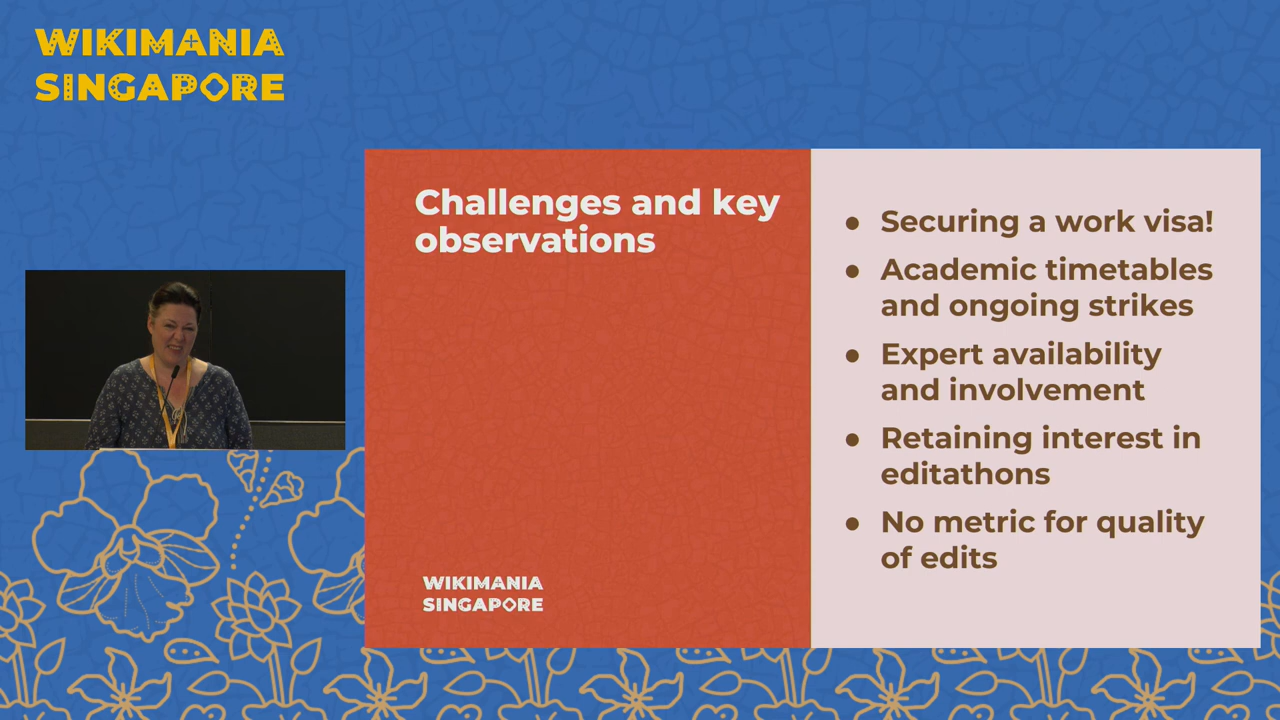 WIKIMANIA
SINGAPORE
Challenges and key
observations
WIKIMANIA
SINGAPORE
● Securing a work visa!
● Academic timetables
and ongoing strikes
● Expert availability
and involvement
● Retaining interest in
editathons
● No metric for quality
of edits